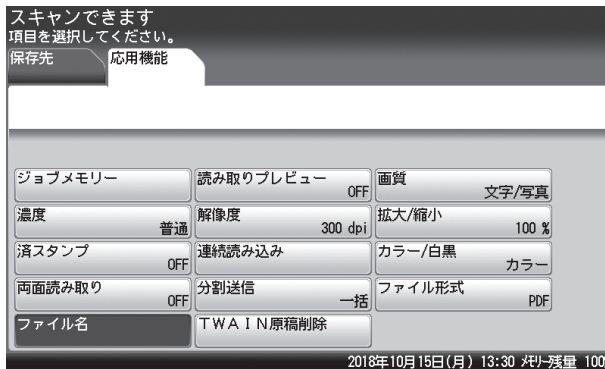 スキャンできます
項目を選択してください。
保存先 応用機能
ジョブメモリー 読み取りプレビュー OFF 画質 文字/写真
濃度 普通 解像度 300 dpi 拡大/縮小 100 %
済スタンプ OFF 連続読み込み カラー/白黒 カラー
両面読み取り OFF 分割送信 一括 ファイル形式 PDF
ファイル名 TWAIN原稿削除
2018年10月15日(月) 13:30 メモリー残量 100